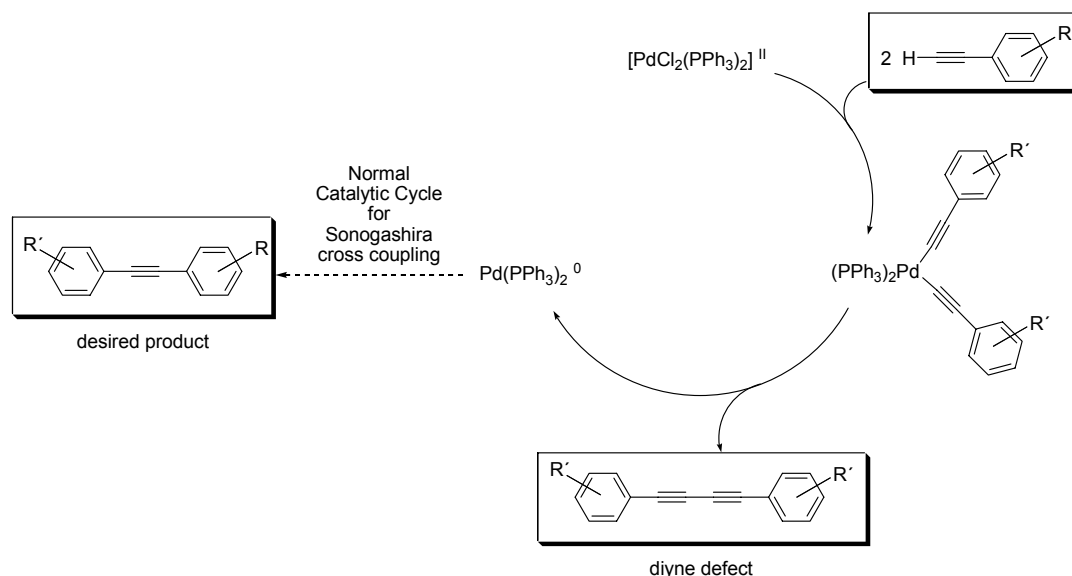 [PdCl2(PPh3)2] II
2 H
R
R´
Normal
Catalytic Cycle
for
Sonogashira
cross coupling
R´
R
Pd(PPh3)2 0
(PPh3)2Pd
R´
desired product
R´
R´
diyne defect